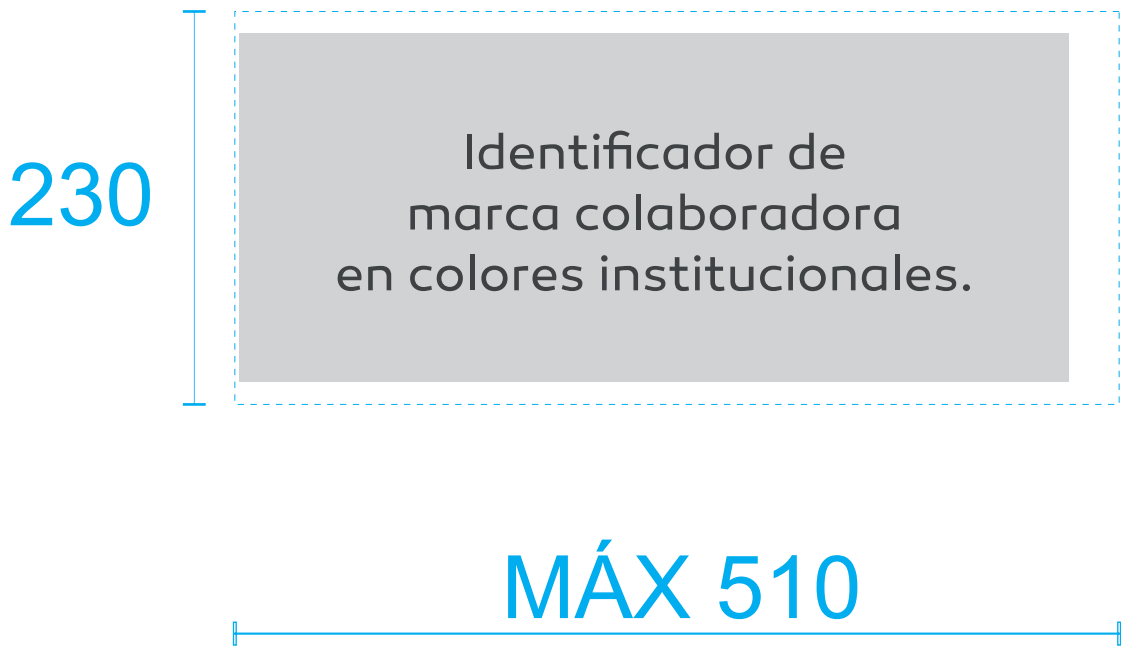 230
Identificador de
marca colaboradora
en colores institucionales.
MÁX 510